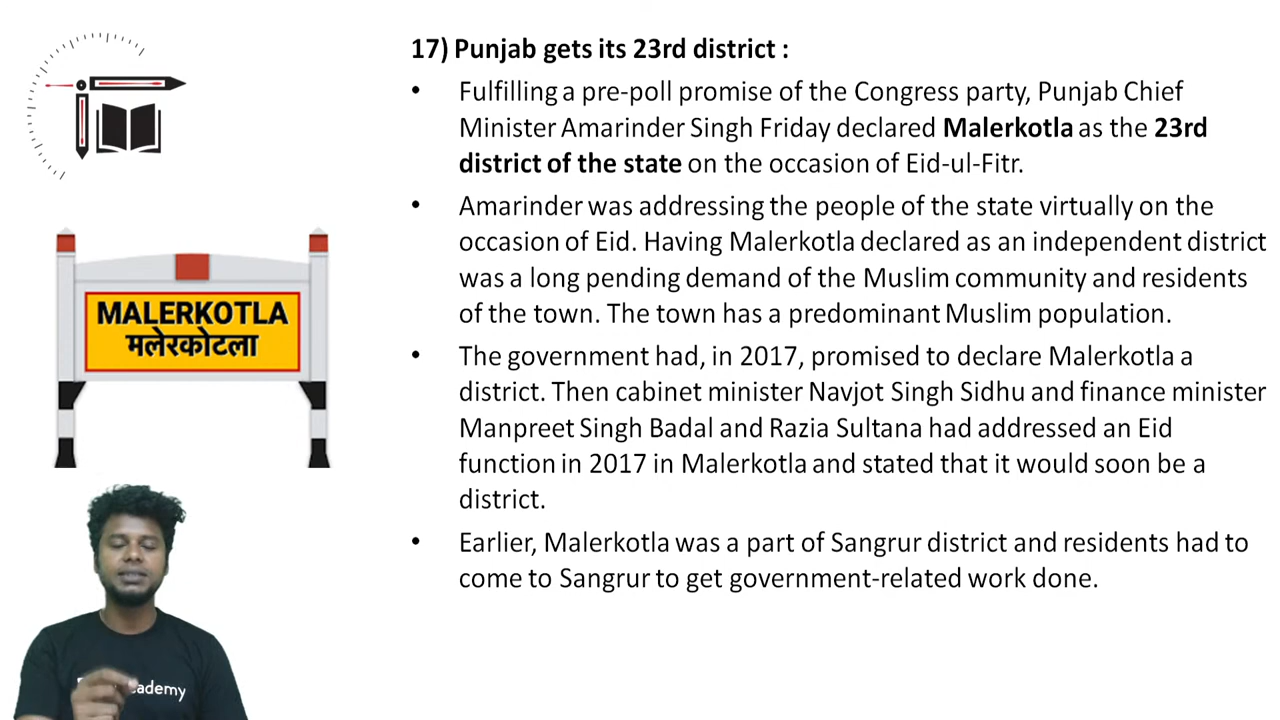 17) Punjab gets its 23rd district :
• Fulfilling a pre-poll promise of the Congress party, Punjab Chief
Minister Amarinder Singh Friday declared Malerkotla as the 23rd
district of the state on the occasion of Eid-ul-Fitr.
• Amarinder was addressing the people of the state virtually on the
occasion of Eid. Having Malerkotla declared as an independent district
was a long pending demand of the Muslim community and residents
of the town. The town has a predominant Muslim population.
• The government had, in 2017, promised to declare Malerkotla a
district. Then cabinet minister Navjot Singh Sidhu and finance minister
Manpreet Singh Badal and Razia Sultana had addressed an Eid
function in 2017 in Malerkotla and stated that it would soon be a
district.
• Earlier, Malerkotla was a part of Sangrur district and residents had to
come to Sangrur to get government-related work done.
MALERKOTLA
मलेरकोटला